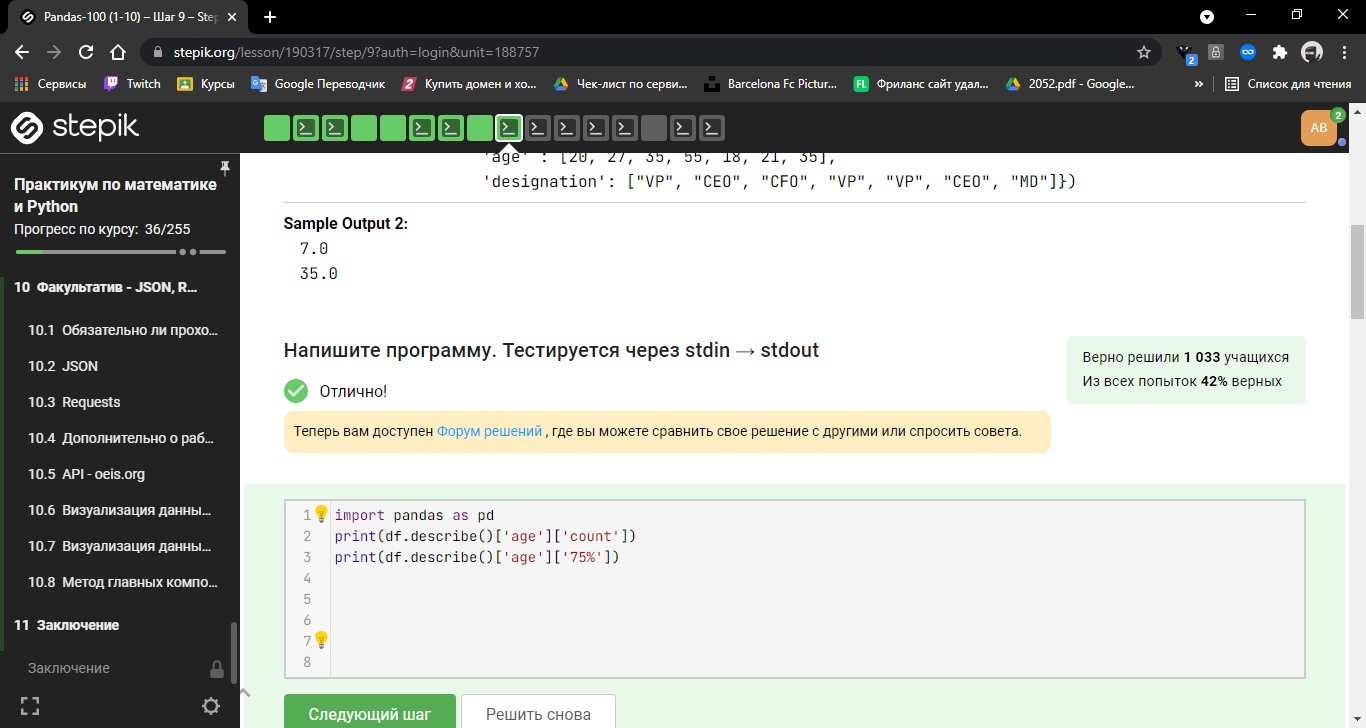 Pandas-100 (1-10) – Шаг 9 – Step
stepik.org/lesson/190317/step/9?auth=login&unit=188757
2
Сервисы
Twitch
Курсы
Google Переводчик
Купить домен и хо...
Чек-лист по серви...
Barcelona Fc Pictur...
FL Фриланс сайт удал...
2052.pdf - Google...
»
Список для чтения
stepik
AB
2
Практикум по математике
и Python
Прогресс по курсу: 36/255
10 Факультатив - JSON, R...
10.1 Обязательно ли прохо...
10.2 JSON
10.3 Requests
10.4 Дополнительно о раб...
10.5 API - oeis.org
10.6 Визуализация данны...
10.7 Визуализация данны...
10.8 Метод главных компо...
11 Заключение
Заключение
'age' : [20, 27, 35, 55, 18, 21, 35],
'designation': ["VP", "CEO", "CFO", "VP", "VP", "CEO", "MD"]})
Sample Output 2:
7.0
35.0
Напишите программу. Тестируется через stdin → stdout
Верно решили 1 033 учащихся
Из всех попыток 42% верных
Отлично!
Теперь вам доступен Форум решений , где вы можете сравнить свое решение с другими или спросить совета.
1 import pandas as pd
2 print(df.describe()['age']['count'])
3 print(df.describe()['age']['75%'])
4
5
6
7
8
Следующий шаг
Решить снова